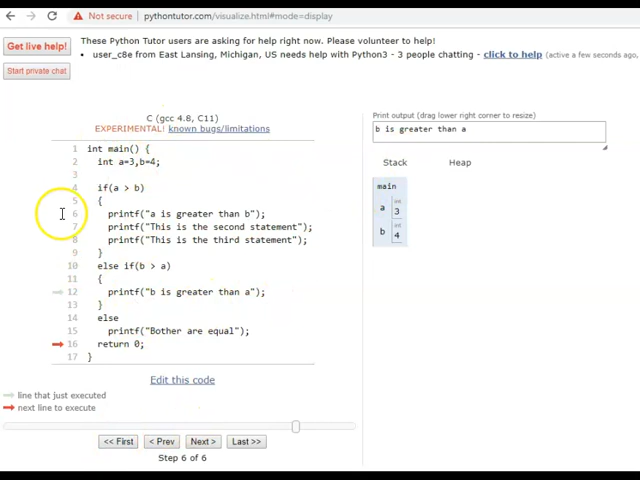 Not secure | pythontutor.com/visualize.html#mode=display
Get live help!
Start private chat
These Python Tutor users are asking for help right now. Please volunteer to help!
• user_c8e from East Lansing, Michigan, US needs help with Python3 - 3 people chatting - click to help (active a few seconds ago,
C (gcc 4.8, C11)
EXPERIMENTAL! known bugs/limitations
1 int main() {
2 int a=3,b=4;
3
4 if(a > b)
5 {
6 printf("a is greater than b");
7 printf("This is the second statement");
8 printf("This is the third statement");
9 }
10 else if(b > a)
11 {
12 printf("b is greater than a");
13 }
14 else
15 printf("Bother are equal");
16 return 0;
17 }
Edit this code
line that just executed
next line to execute
<< First
< Prev
Next >
Last >>
Step 6 of 6
Print output (drag lower right corner to resize)
b is greater than a
Stack
Heap
main
a int 3
b int 4